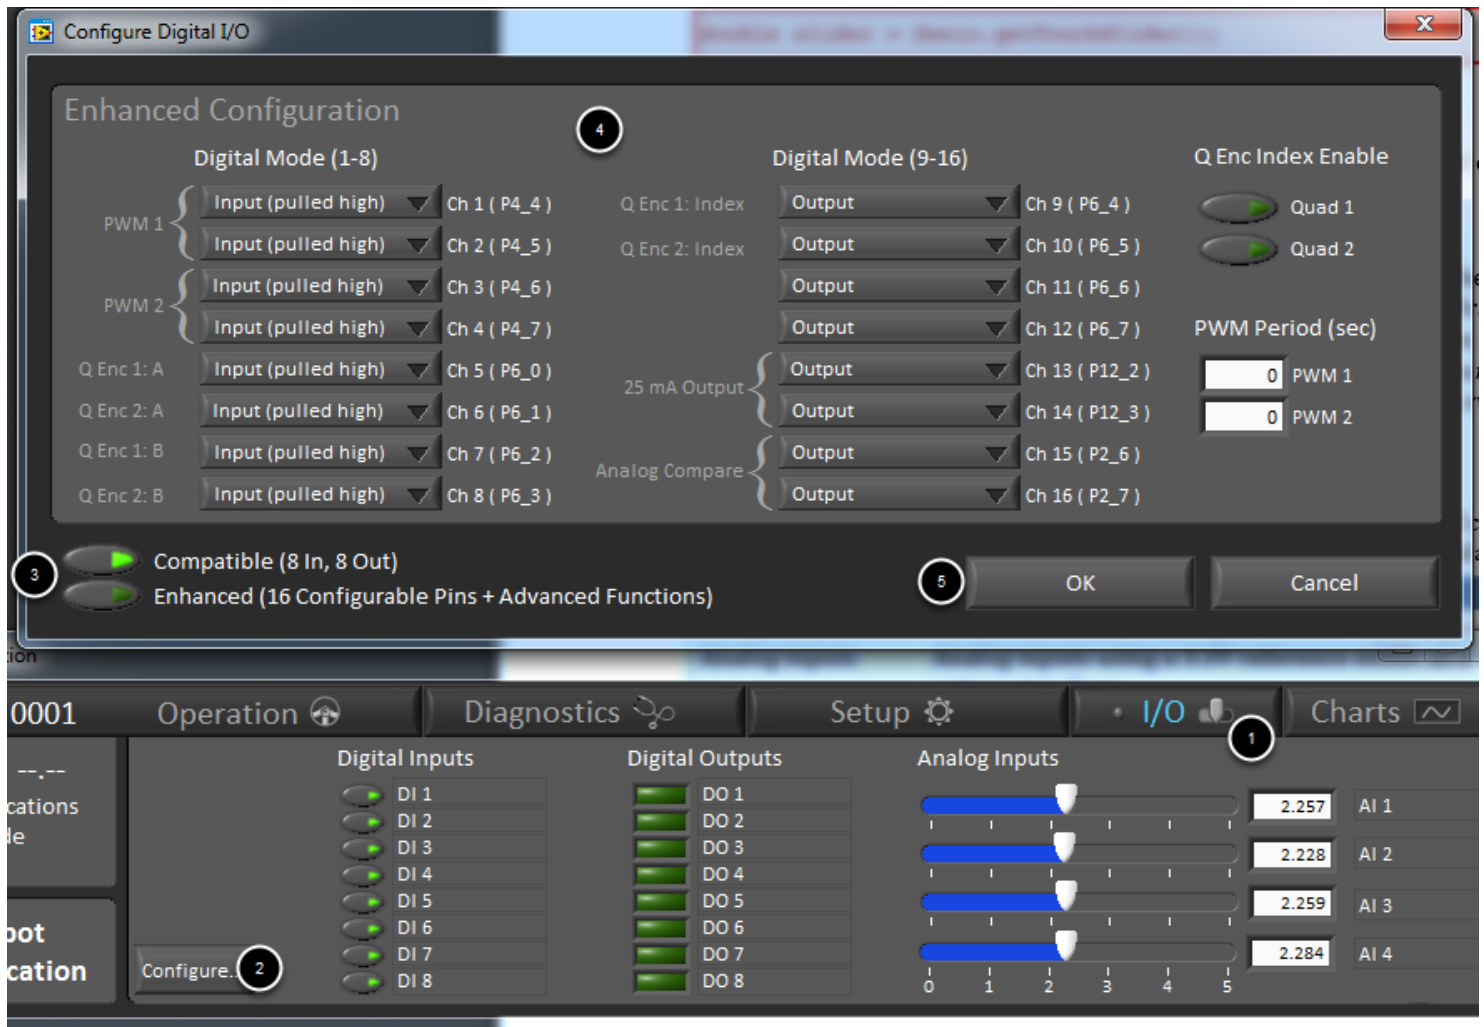 Configure Digital I/O
Enhanced Configuration
4
Digital Mode (1-8)
Digital Mode (9-16)
Q Enc Index Enable
PWM 1
Input (pulled high) Ch 1 ( P4_4 )
Input (pulled high) Ch 2 ( P4_5 )
PWM 2
Input (pulled high) Ch 3 ( P4_6 )
Input (pulled high) Ch 4 ( P4_7 )
Q Enc 1: A Input (pulled high) Ch 5 ( P6_0 )
Q Enc 2: A Input (pulled high) Ch 6 ( P6_1 )
Q Enc 1: B Input (pulled high) Ch 7 ( P6_2 )
Q Enc 2: B Input (pulled high) Ch 8 ( P6_3 )
Q Enc 1: Index Output Ch 9 ( P6_4 )
Q Enc 2: Index Output Ch 10 ( P6_5 )
Output Ch 11 ( P6_6 )
Output Ch 12 ( P6_7 )
25 mA Output
Output Ch 13 ( P12_2 )
Output Ch 14 ( P12_3 )
Analog Compare
Output Ch 15 ( P2_6 )
Output Ch 16 ( P2_7 )
Quad 1
Quad 2
PWM Period (sec)
0 PWM 1
0 PWM 2
3
Compatible (8 In, 8 Out)
Enhanced (16 Configurable Pins + Advanced Functions)
5
OK
Cancel
0001
Operation
Diagnostics
Setup
I/O
1
Charts
--.--
cations
Configure..
2
Digital Inputs
DI 1
DI 2
DI 3
DI 4
DI 5
DI 6
DI 7
DI 8
Digital Outputs
DO 1
DO 2
DO 3
DO 4
DO 5
DO 6
DO 7
DO 8
Analog Inputs
2.257 AI 1
2.228 AI 2
2.259 AI 3
2.284 AI 4
0 1 2 3 4 5